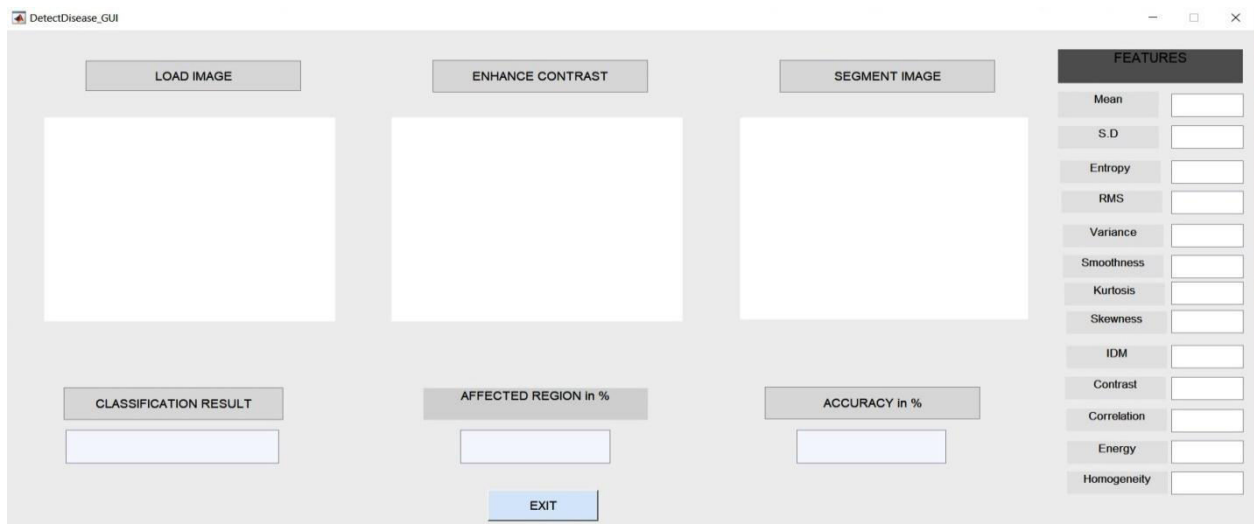 DetectDisease_GUI
LOAD IMAGE
ENHANCE CONTRAST
SEGMENT IMAGE
FEATURES
Mean
S.D
Entropy
RMS
Variance
Smoothness
Kurtosis
Skewness
IDM
Contrast
Correlation
Energy
Homogeneity
CLASSIFICATION RESULT
AFFECTED REGION in %
ACCURACY in %
EXIT